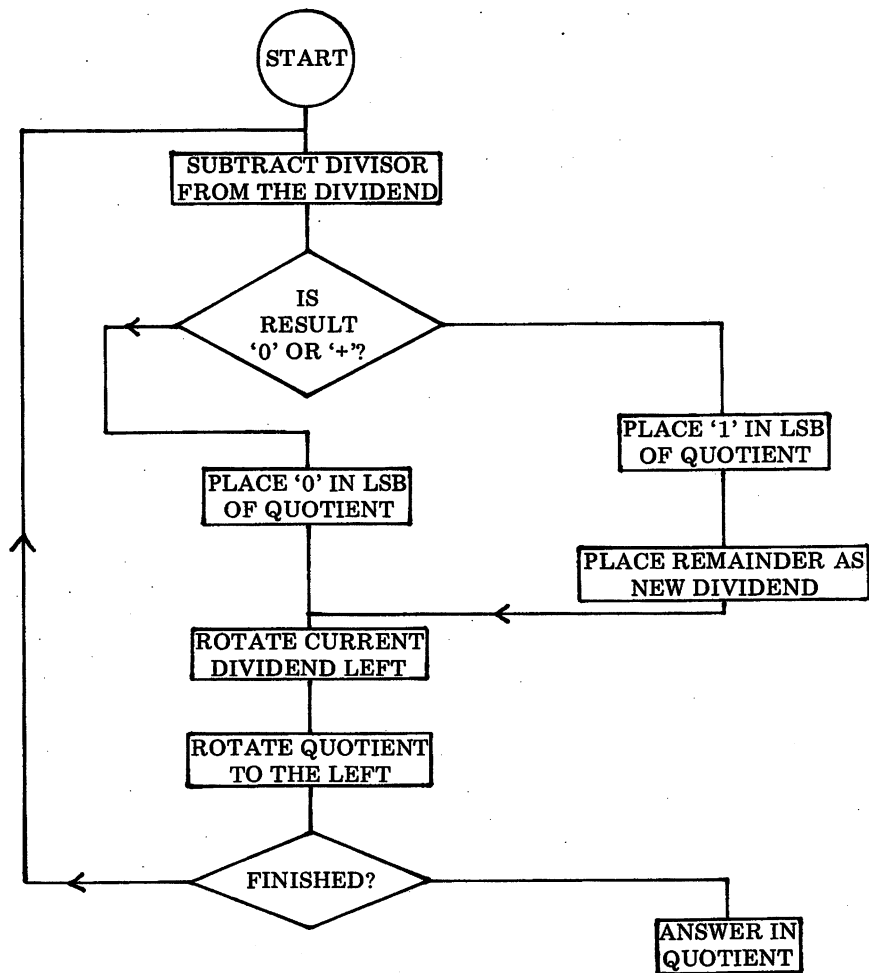 START
SUBTRACT DIVISOR
FROM THE DIVIDEND
IS
RESULT
‘0’ OR ‘+’?
PLACE ‘1’ IN LSB
OF QUOTIENT
PLACE ‘0’ IN LSB
OF QUOTIENT
PLACE REMAINDER AS
NEW DIVIDEND
ROTATE CURRENT
DIVIDEND LEFT
ROTATE QUOTIENT
TO THE LEFT
FINISHED?
ANSWER IN
QUOTIENT